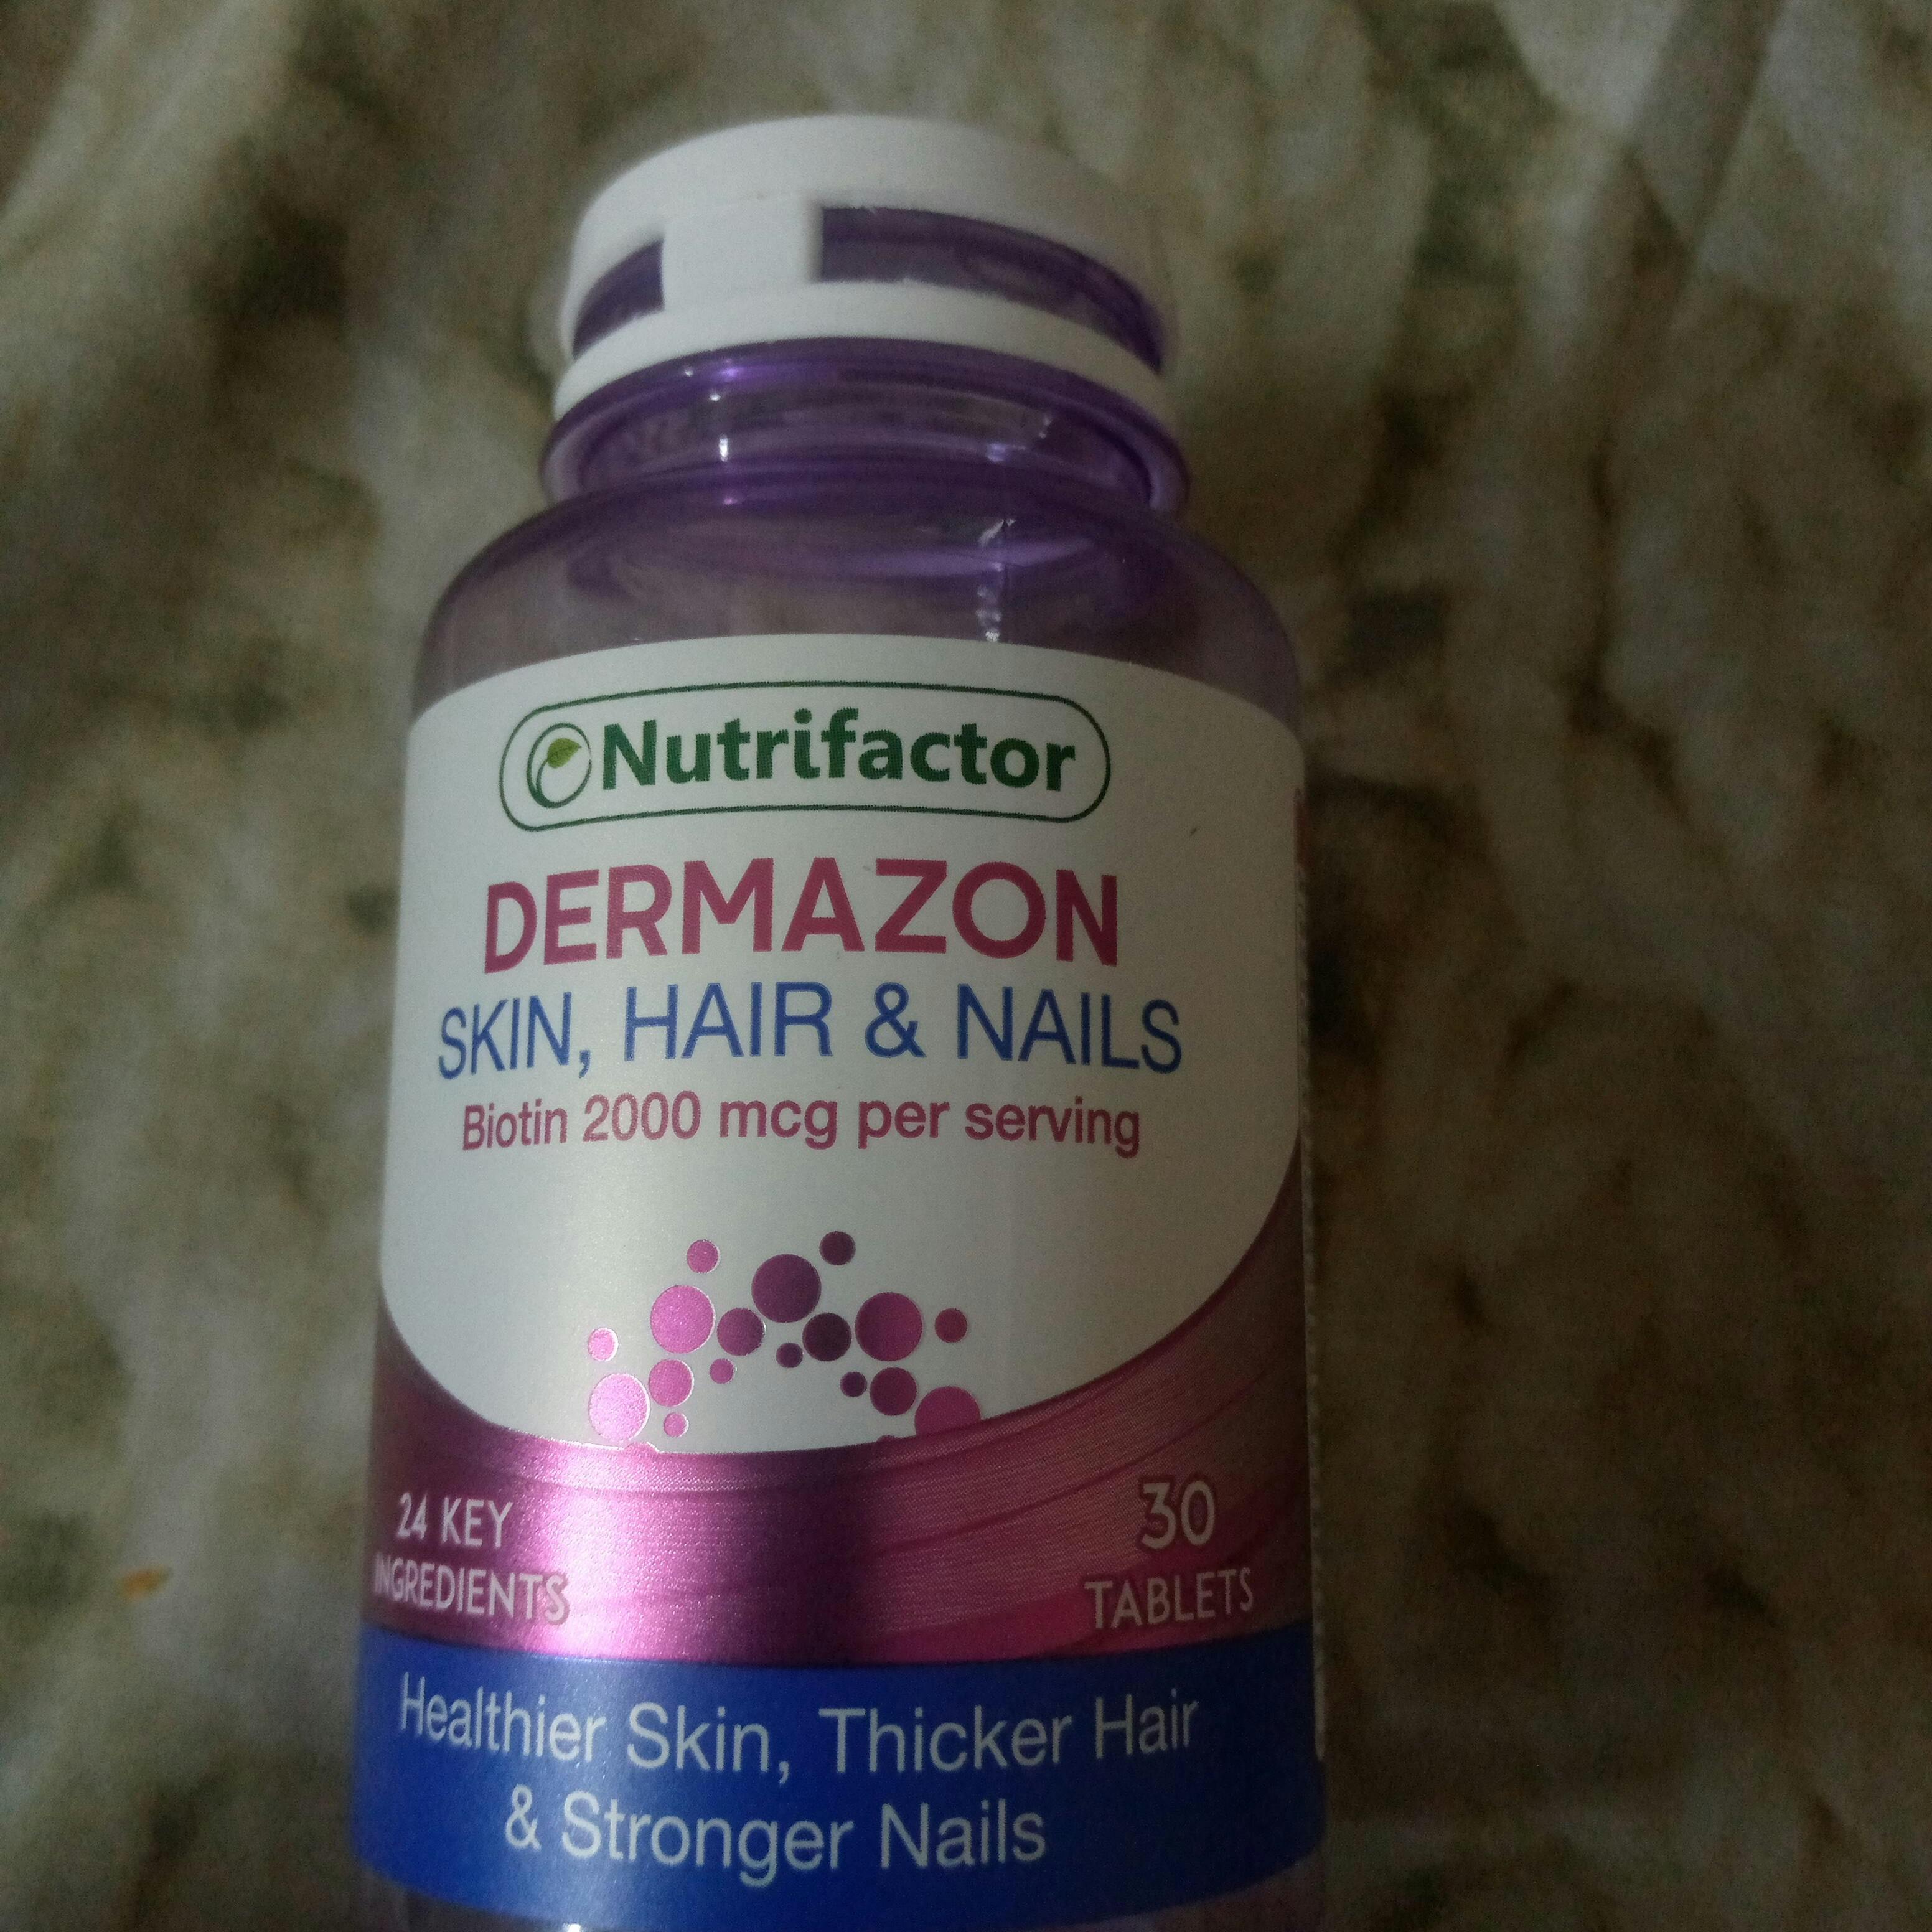 Nutrifactor
DERMAZON
SKIN, HAIR & NAILS
Biotin 2000 mcg per serving
24 KEY
INGREDIENTS
30
TABLETS
Healthier Skin, Thicker Hair
& Stronger Nails